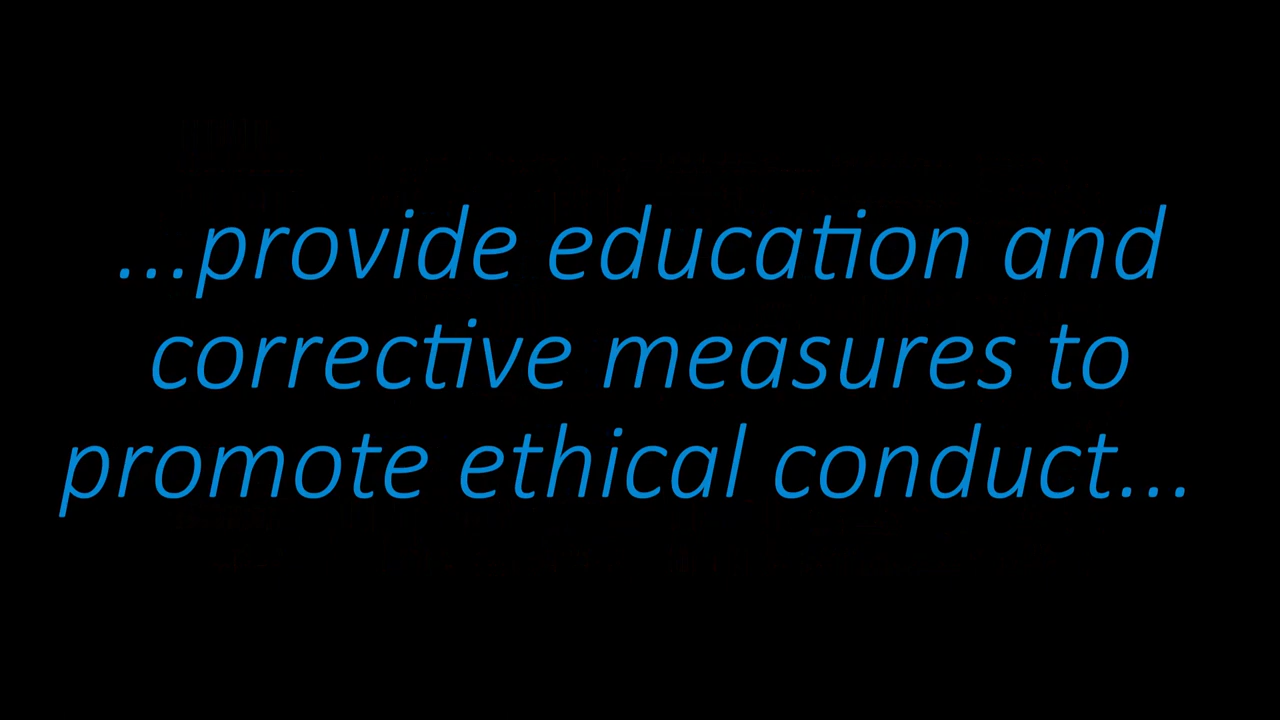 ...provide education and
corrective measures to
promote ethical conduct...